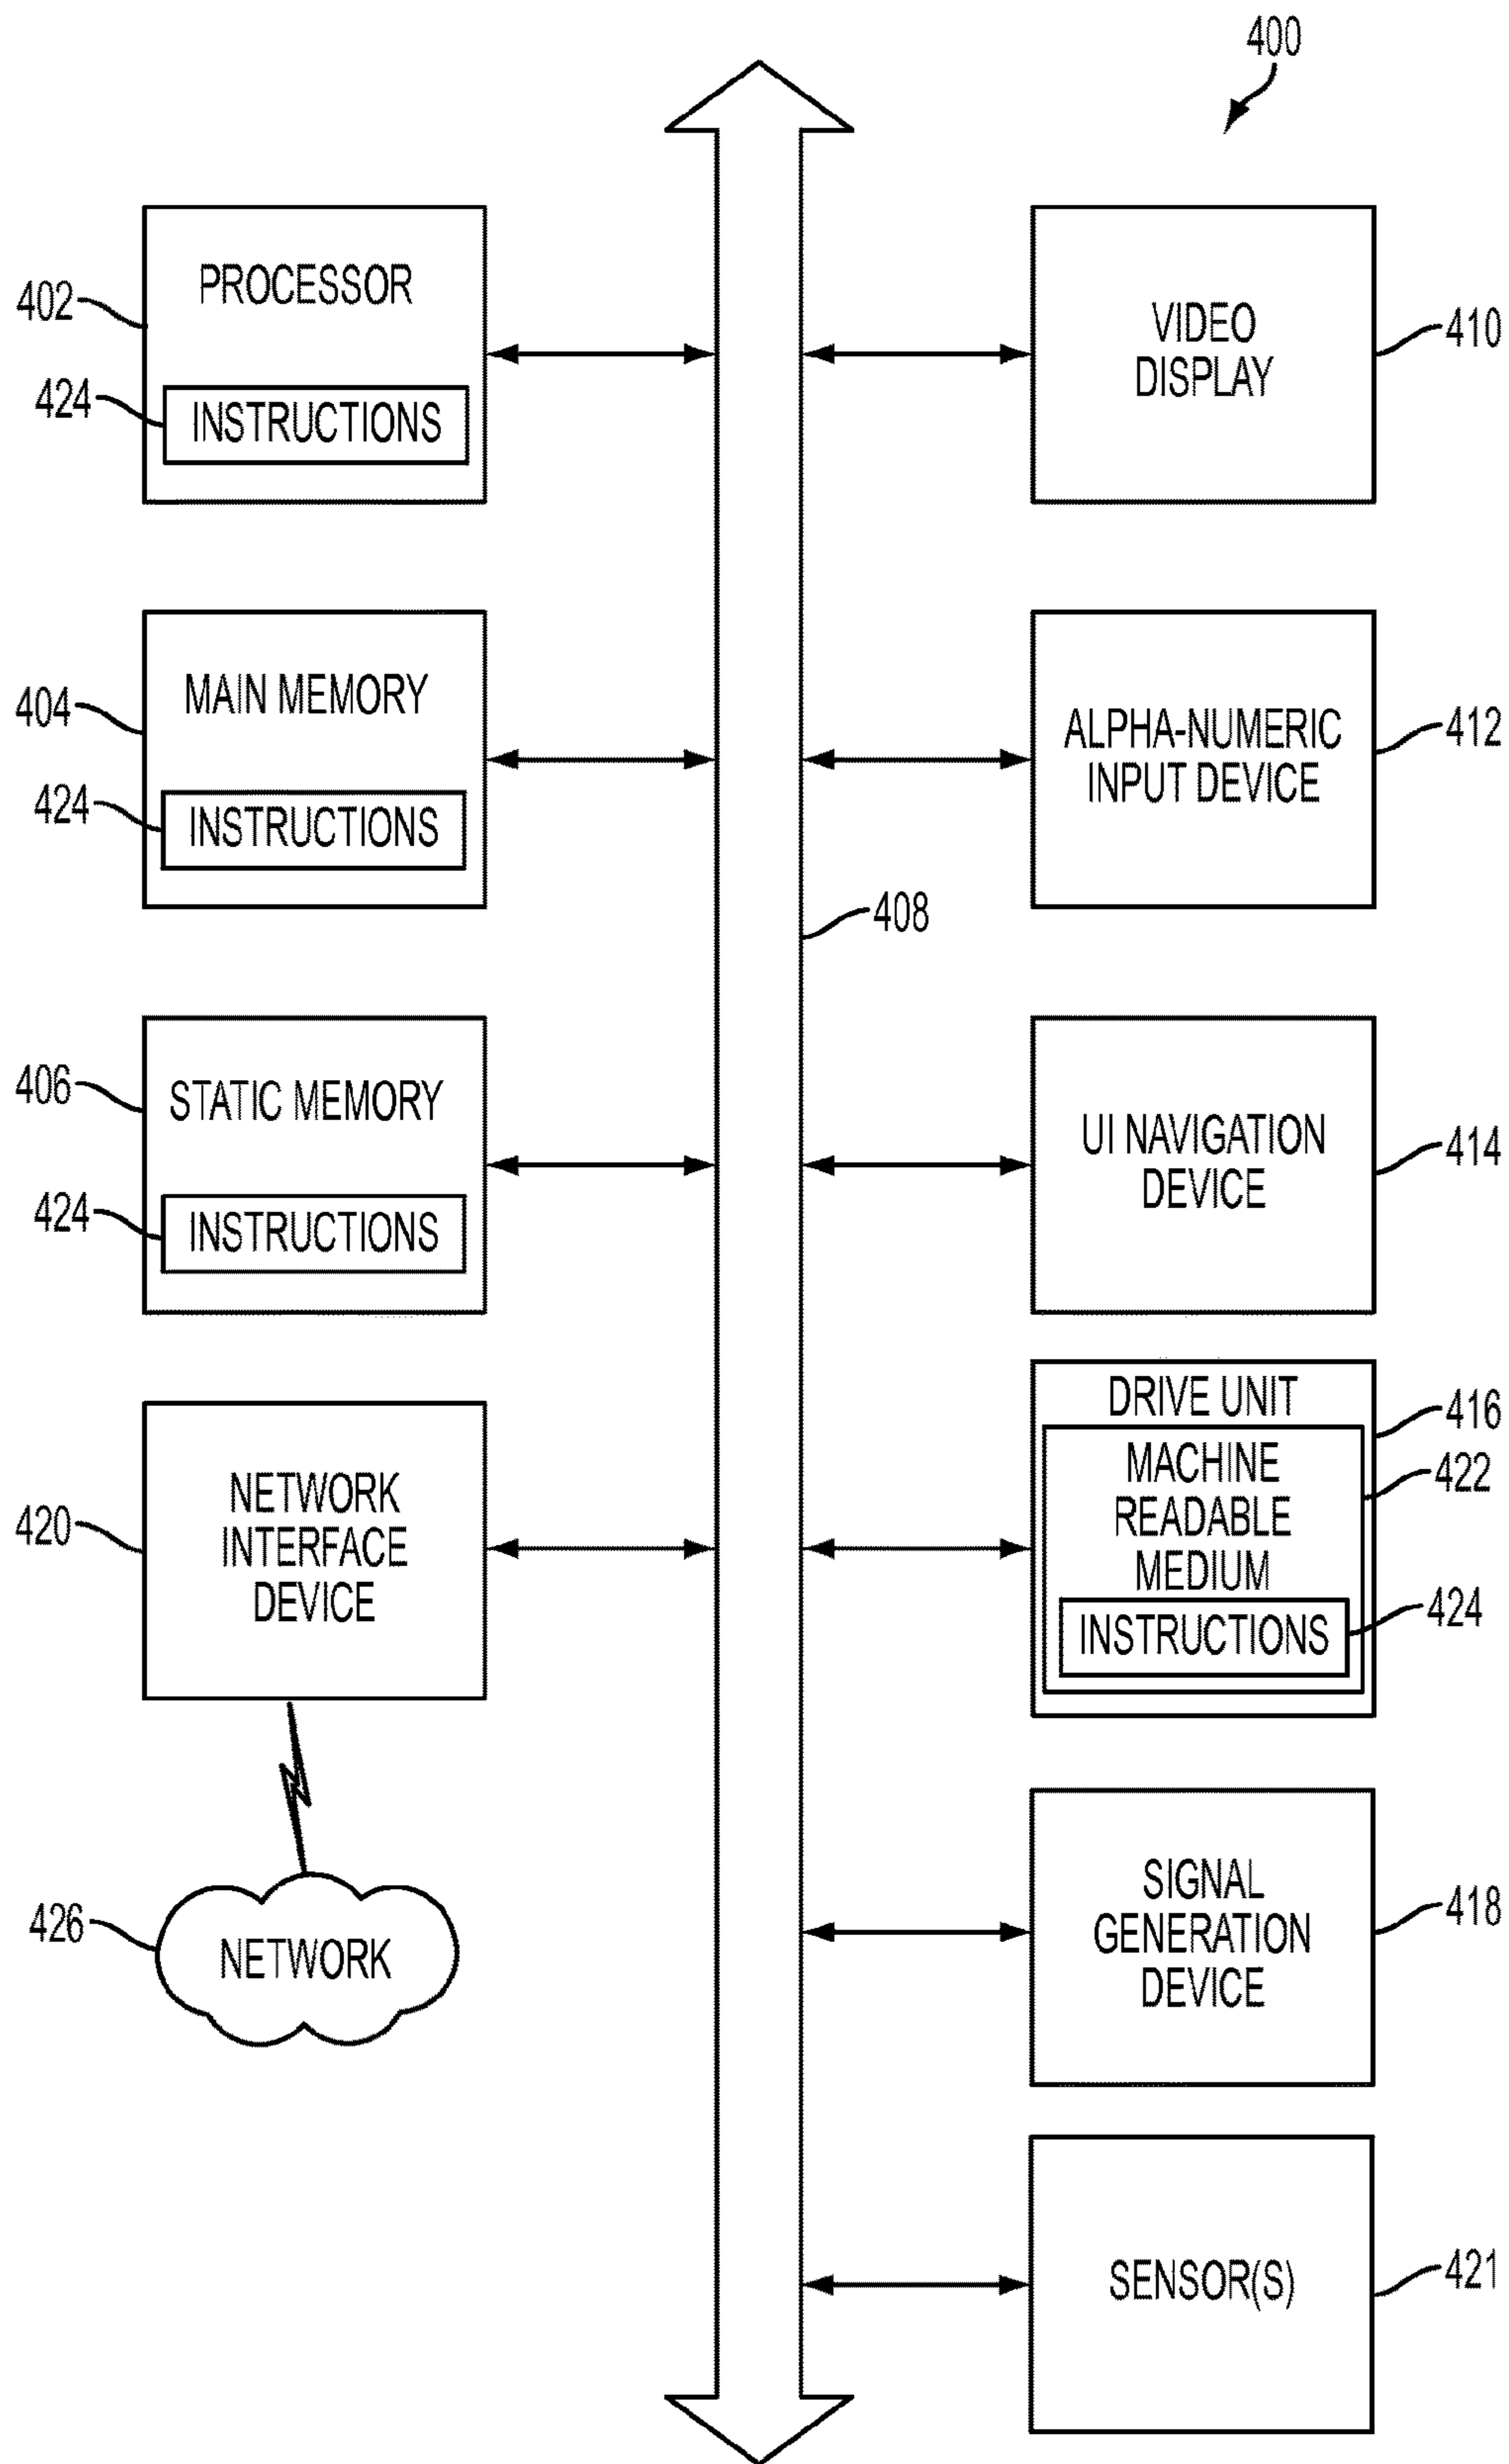 400
402
PROCESSOR
424
INSTRUCTIONS
VIDEO
DISPLAY
410
404
MAIN MEMORY
424
INSTRUCTIONS
ALPHA-NUMERIC
INPUT DEVICE
412
408
406
STATIC MEMORY
424
INSTRUCTIONS
UI NAVIGATION
DEVICE
414
420
NETWORK
INTERFACE
DEVICE
DRIVE UNIT
416
MACHINE
READABLE
MEDIUM
422
INSTRUCTIONS
424
426
NETWORK
SIGNAL
GENERATION
DEVICE
418
SENSOR(S)
421